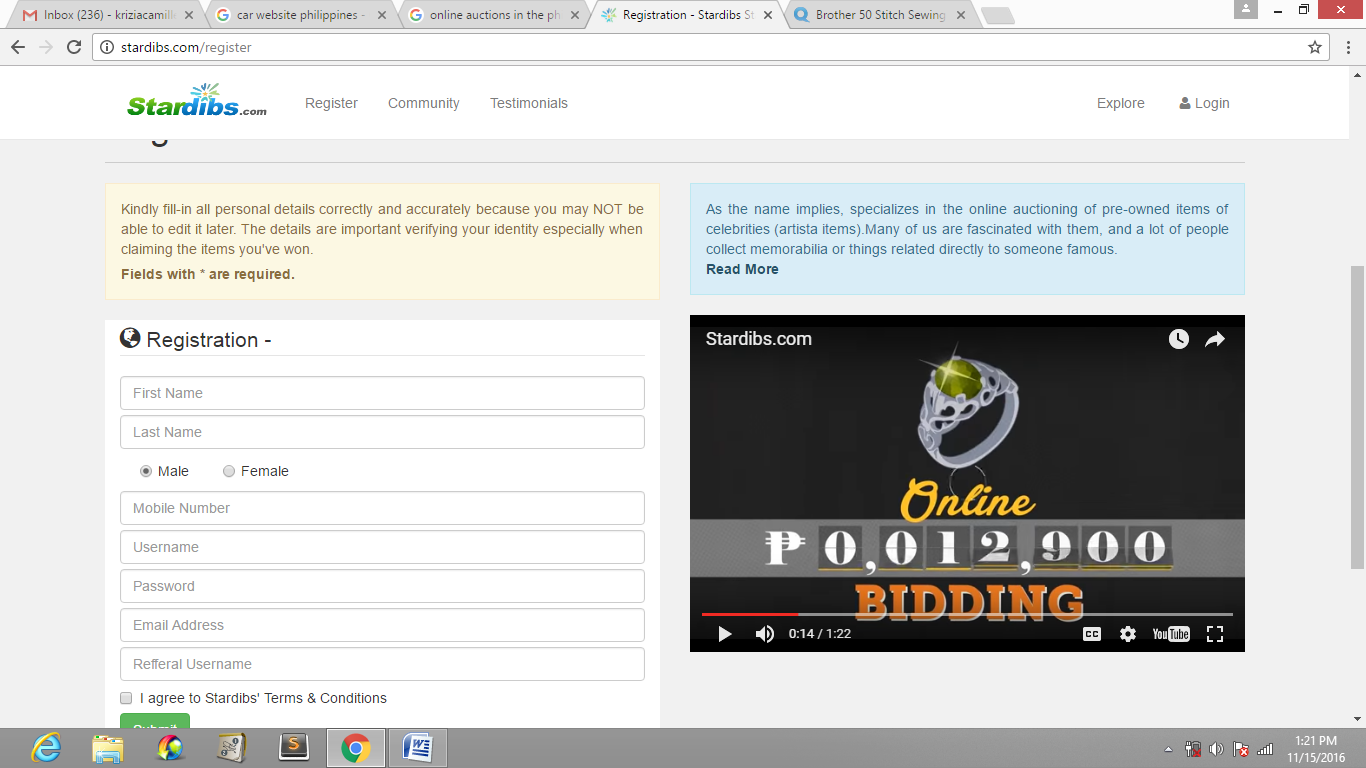 Inbox (236) - kriziacamille
car website philippines -
online auctions in the ph
Registration - Stardibs St
Brother 50 Stitch Sewing
stardibs.com/register
Stardibs.com
Register
Community
Testimonials
Explore
Login
Kindly fill-in all personal details correctly and accurately because you may NOT be
able to edit it later. The details are important verifying your identity especially when
claiming the items you've won.
Fields with * are required.
As the name implies, specializes in the online auctioning of pre-owned items of
celebrities (artista items).Many of us are fascinated with them, and a lot of people
collect memorabilia or things related directly to someone famous.
Read More
Registration -
First Name
Last Name
Male
Female
Mobile Number
Username
Password
Email Address
Refferal Username
I agree to Stardibs' Terms & Conditions
Submit
Stardibs.com
Online
₱ 0,012,900
BIDDING
0:14 / 1:22
CC
YouTube
1:21 PM
11/15/2016